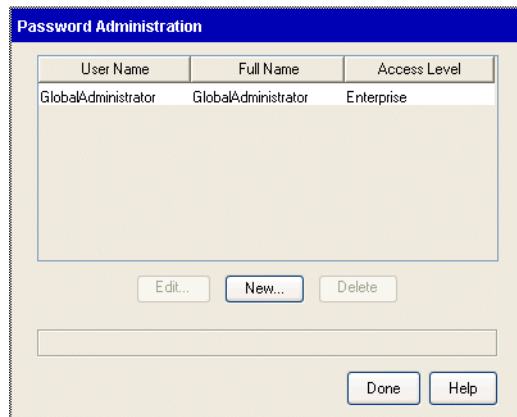 Password Administration
User Name Full Name Access Level
GlobalAdministrator GlobalAdministrator Enterprise
Edit... New... Delete
Done Help